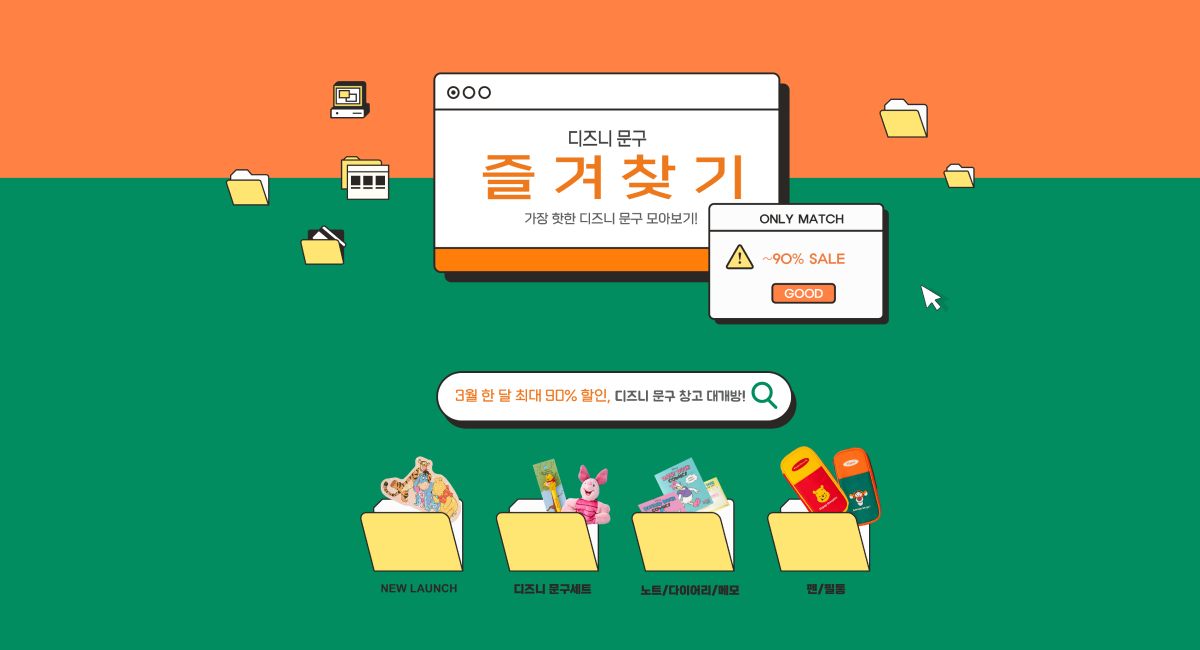 디즈니 문구
즐겨찾기
가장 핫한 디즈니 문구 모아보기!
ONLY MATCH
~90% SALE
GOOD
3월 한 달 최대 90% 할인, 디즈니 문구 창고 대개방!
NEW LAUNCH
디즈니 문구세트
노트/다이어리/메모
펜/필통